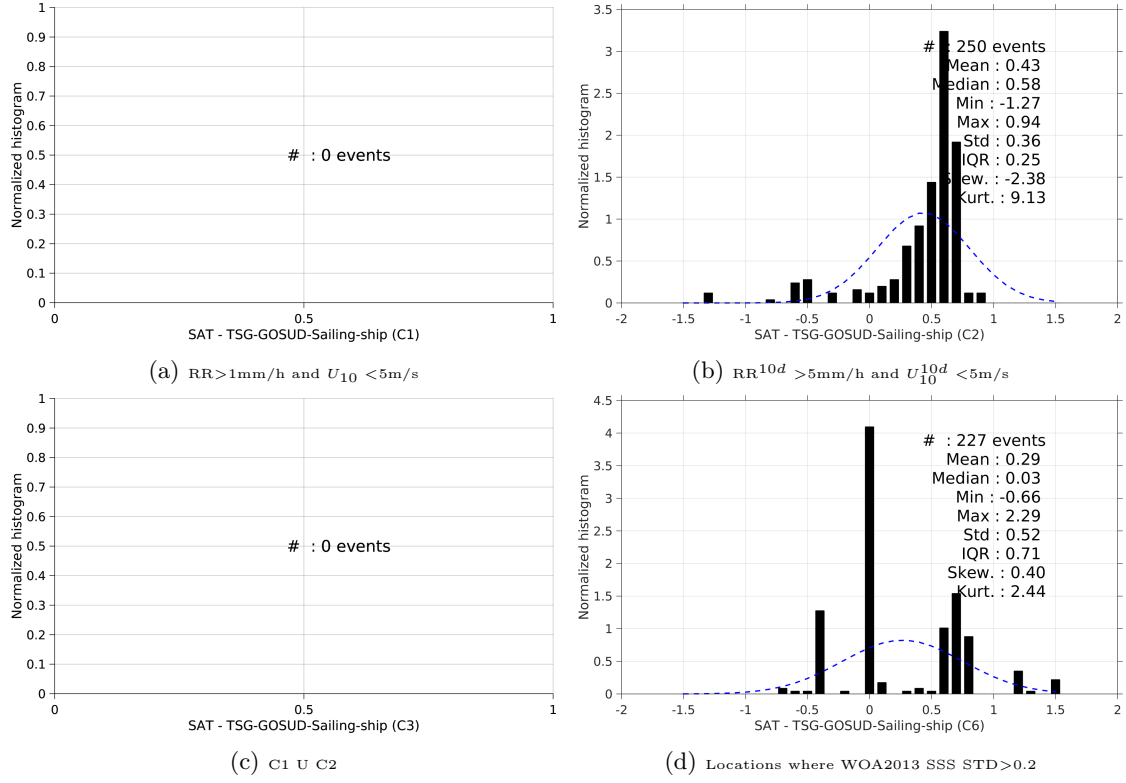 1
0.9
0.8
0.7
0.6
0.5
0.4
0.3
0.2
0.1
0
Normalized histogram
# : 0 events
0 0.5 1
SAT - TSG-GOSUD-Sailing-ship (C1)
(a) RR>1mm/h and U10 <5m/s
3.5
3
2.5
2
1.5
1
0.5
0
Normalized histogram
# : 250 events
Mean : 0.43
Median : 0.58
Min : -1.27
Max : 0.94
Std : 0.36
IQR : 0.25
Skew. : -2.38
Kurt. : 9.13
-2 -1.5 -1 -0.5 0 0.5 1 1.5 2
SAT - TSG-GOSUD-Sailing-ship (C2)
(b) RR^10d >5mm/h and U_10^10d <5m/s
1
0.9
0.8
0.7
0.6
0.5
0.4
0.3
0.2
0.1
0
Normalized histogram
# : 0 events
0 0.5 1
SAT - TSG-GOSUD-Sailing-ship (C3)
(c) C1 U C2
4.5
4
3.5
3
2.5
2
1.5
1
0.5
0
Normalized histogram
# : 227 events
Mean : 0.29
Median : 0.03
Min : -0.66
Max : 2.29
Std : 0.52
IQR : 0.71
Skew. : 0.40
Kurt. : 2.44
-2 -1.5 -1 -0.5 0 0.5 1 1.5 2
SAT - TSG-GOSUD-Sailing-ship (C6)
(d) Locations where WOA2013 SSS STD>0.2